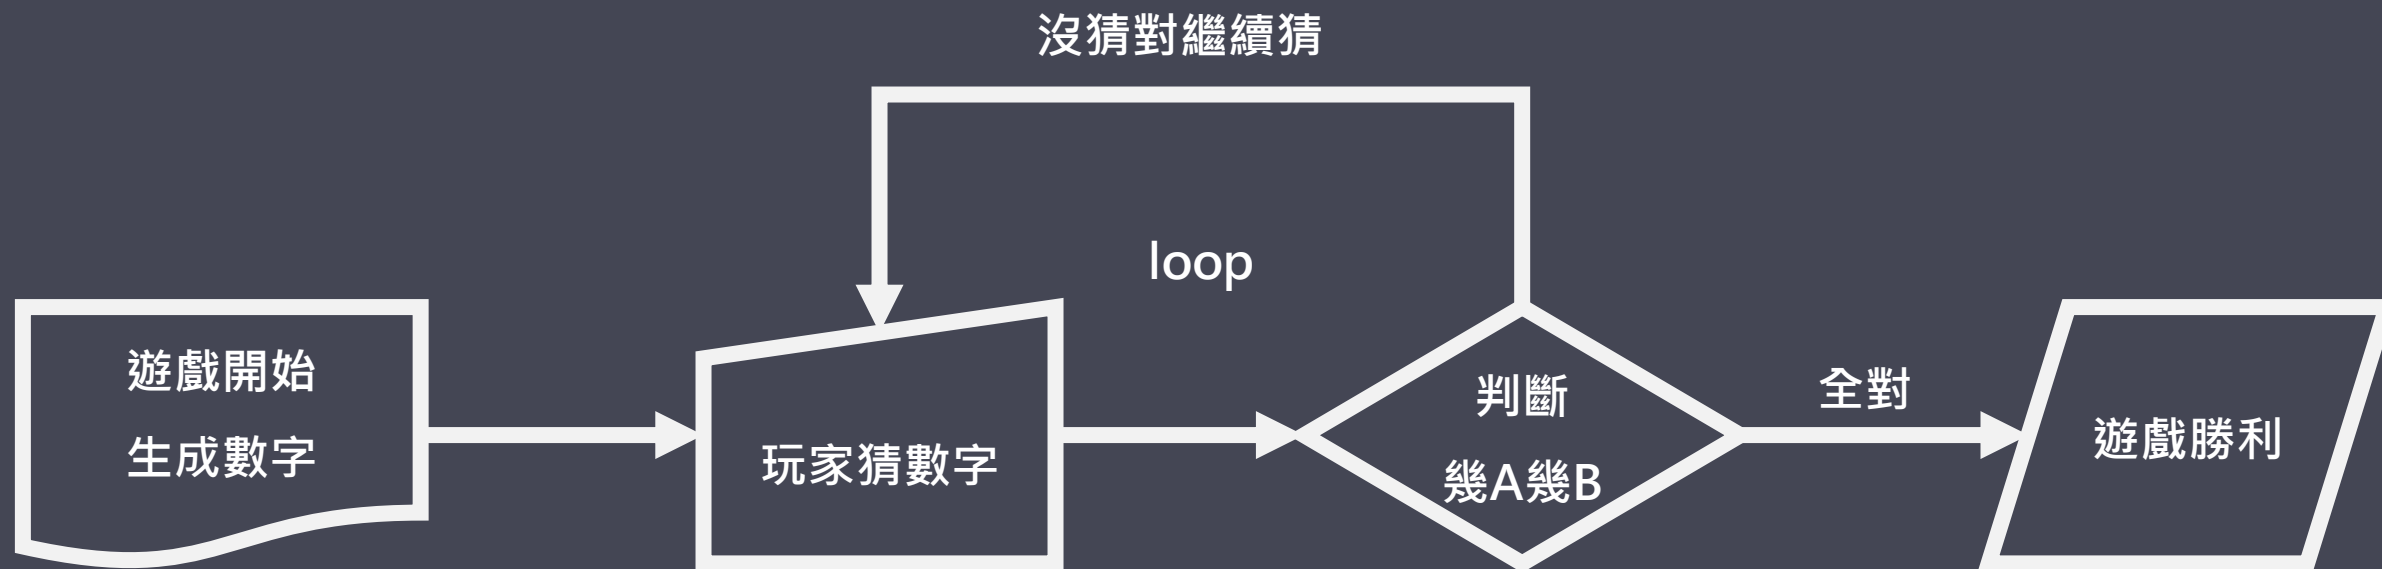 沒猜對繼續猜
loop
遊戲開始
生成數字
玩家猜數字
判斷
幾A幾B
全對
遊戲勝利